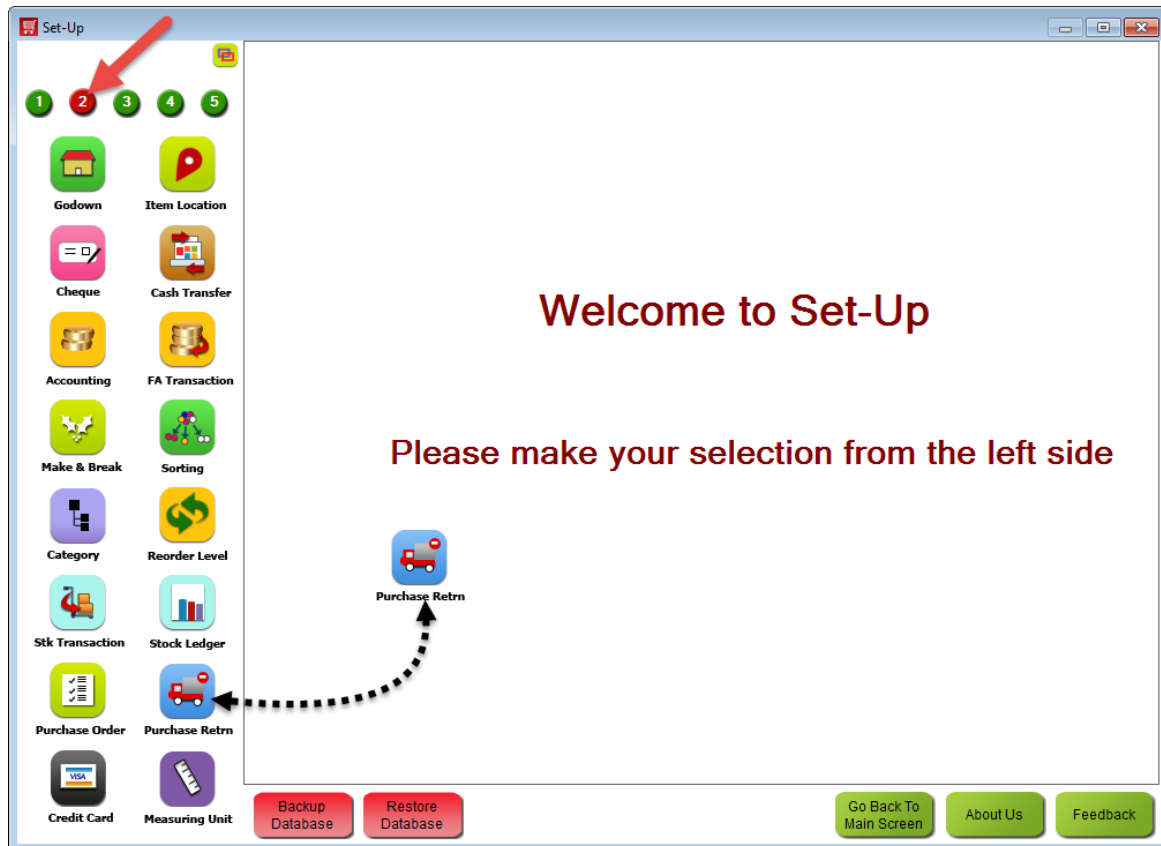 Set-Up
1 2 3 4 5
Godown Item Location
Cheque Cash Transfer
Accounting FA Transaction
Make & Break Sorting
Category Reorder Level
Stk Transaction Stock Ledger
Purchase Order Purchase Retrn
VISA
Credit Card Measuring Unit
Welcome to Set-Up
Please make your selection from the left side
Purchase Retrn
Backup
Database
Restore
Database
Go Back To
Main Screen
About Us
Feedback